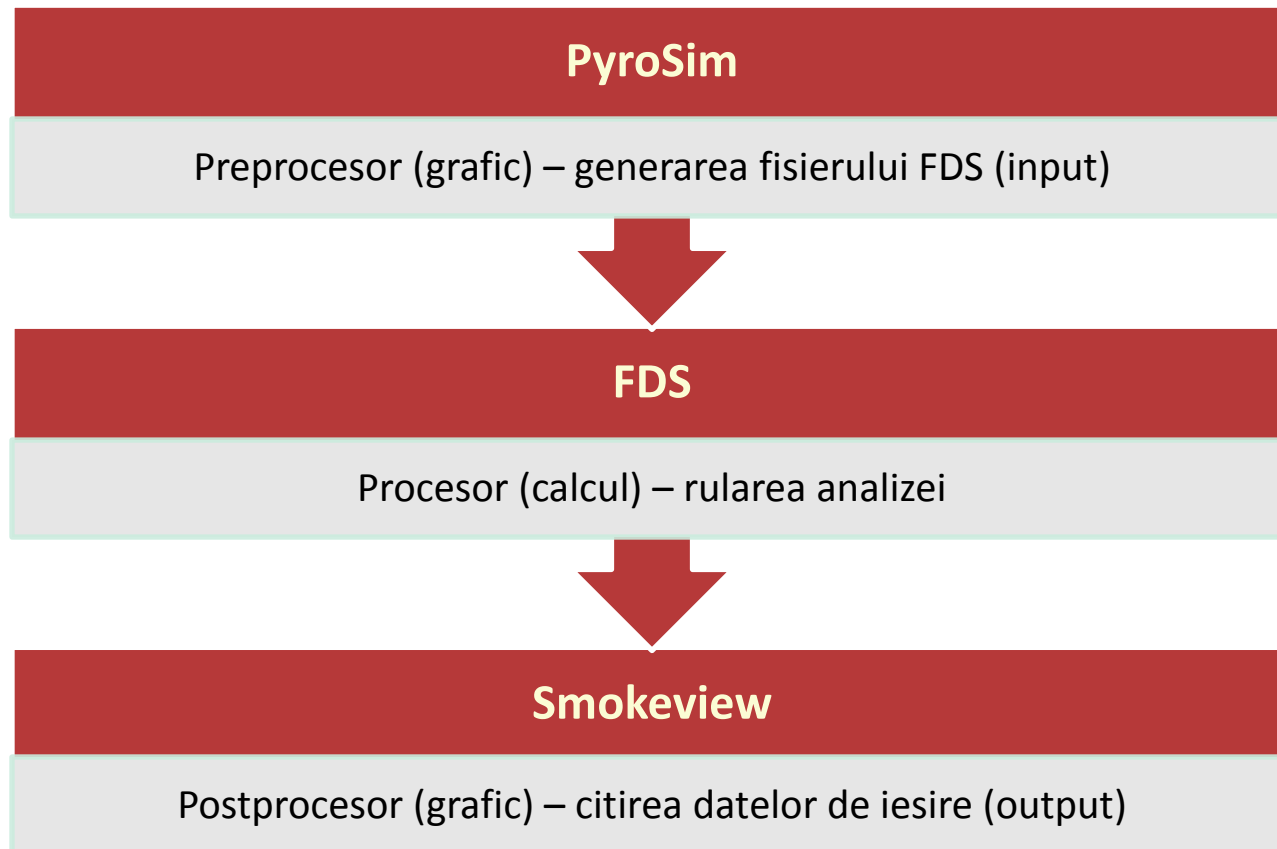 PyroSim
Preprocesor (grafic) – generarea fisierului FDS (input)
FDS
Procesor (calcul) – rularea analizei
Smokeview
Postprocesor (grafic) – citirea datelor de iesire (output)